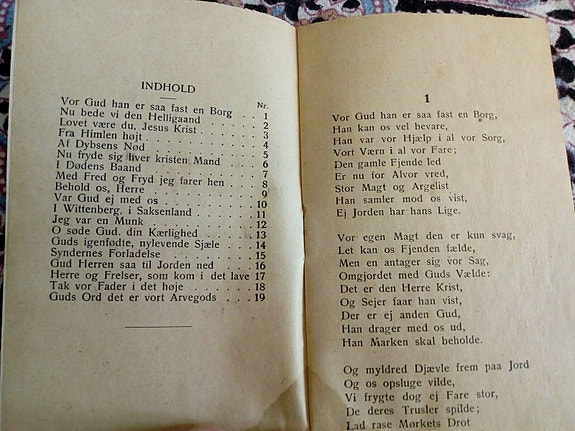 INDHOLD
Nr.
Vor Gud han er saa fast en Borg . . 1
Nu bede vi den Helligaand . . . . . 2
Lovet være du, Jesus Krist . . . . . 3
Fra Himlen højt . . . . . . . . . 4
Af Dybsens Nød . . . . . . . . . 5
Nu fryde sig hver kristen Mand . . . 6
I Dødens Baand . . . . . . . . . 7
Med Fred og Fryd jeg farer hen . . . 8
Behold os, Herre . . . . . . . . . 9
Var Gud ej med os . . . . . . . . 10
I Wittenberg, i Saksenland . . . . . 11
Jeg var en Munk . . . . . . . . . 12
O søde Gud, din Kærlighed . . . . 13
Guds igenfødte, nylevende Sjæle . . . 14
Syndernes Forladelse . . . . . . . 15
Gud Herren saa til Jorden ned . . . . 16
Herre og Frelser, som kom i det lave 17
Tak vor Fader i det høje . . . . . . 18
Guds Ord det er vort Arvegods . . . 19
1
Vor Gud han er saa fast en Borg,
Han kan os vel bevare,
Han var vor Hjælp i al vor Sorg,
Vort Værn i al vor Fare;
Den gamle Fjende led
Er nu for Alvor vred,
Stor Magt og Argelist
Han samler mod os vist,
Ej Jorden har hans Lige.
Vor egen Magt den er kun svag,
Let kan os Fjenden fælde,
Men en antager sig vor Sag,
Omgjordet med Guds Vælde:
Det er den Herre Krist,
Og Sejer faar han vist,
Der er ej anden Gud,
Han drager med os ud,
Han Marken skal beholde.
Og myldred Djævle frem paa Jord
Og os opsluge vilde,
Vi frygte dog ej Fare stor,
De deres Trusler spilde;
Lad rase Mørkets Drot